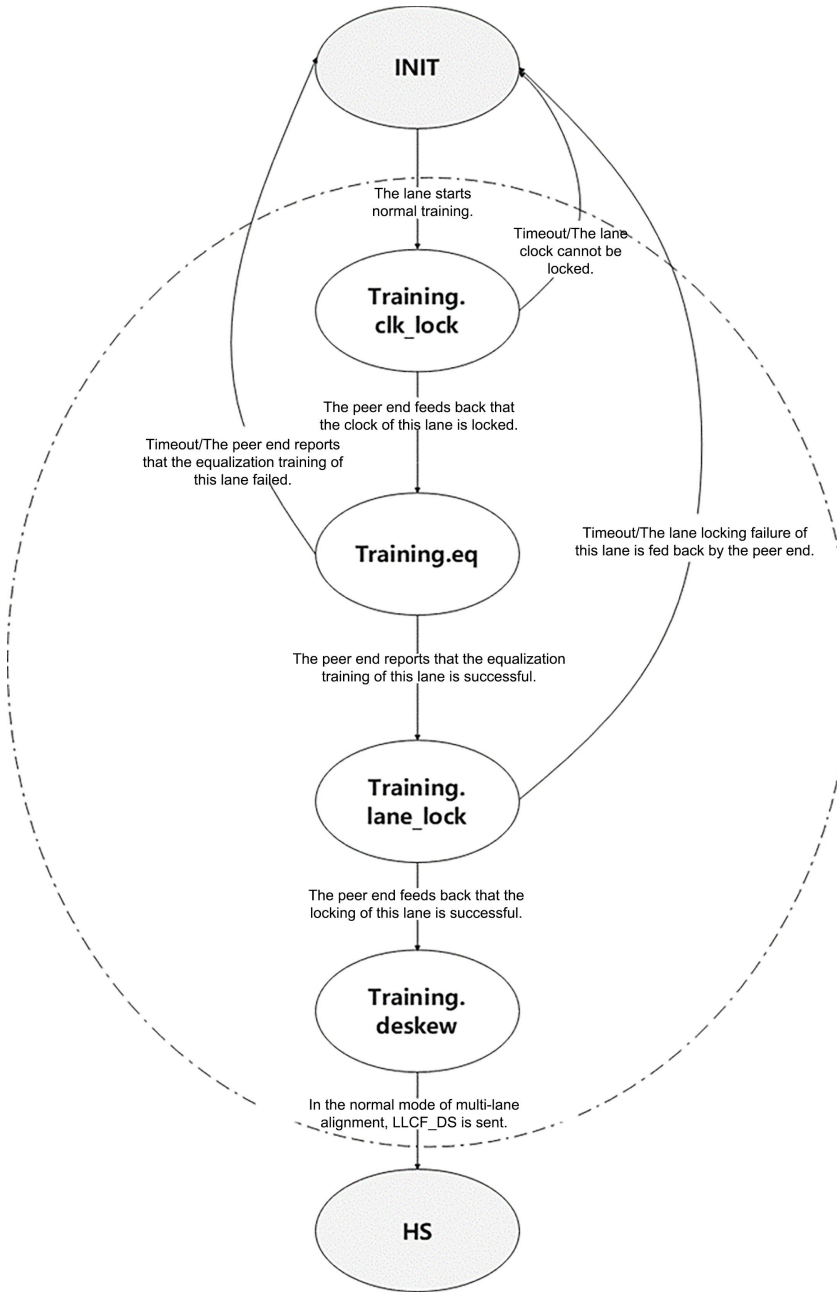 INIT
The lane starts
normal training.
Timeout/The lane
clock cannot be
locked.
Training.
clk_lock
The peer end feeds back that
the clock of this lane is locked.
Timeout/The peer end reports
that the equalization training of
this lane failed.
Training.eq
Timeout/The lane locking failure of
this lane is fed back by the peer end.
The peer end reports that the equalization
training of this lane is successful.
Training.
lane_lock
The peer end feeds back that the
locking of this lane is successful.
Training.
deskew
In the normal mode of multi-lane
alignment, LLCF_DS is sent.
HS